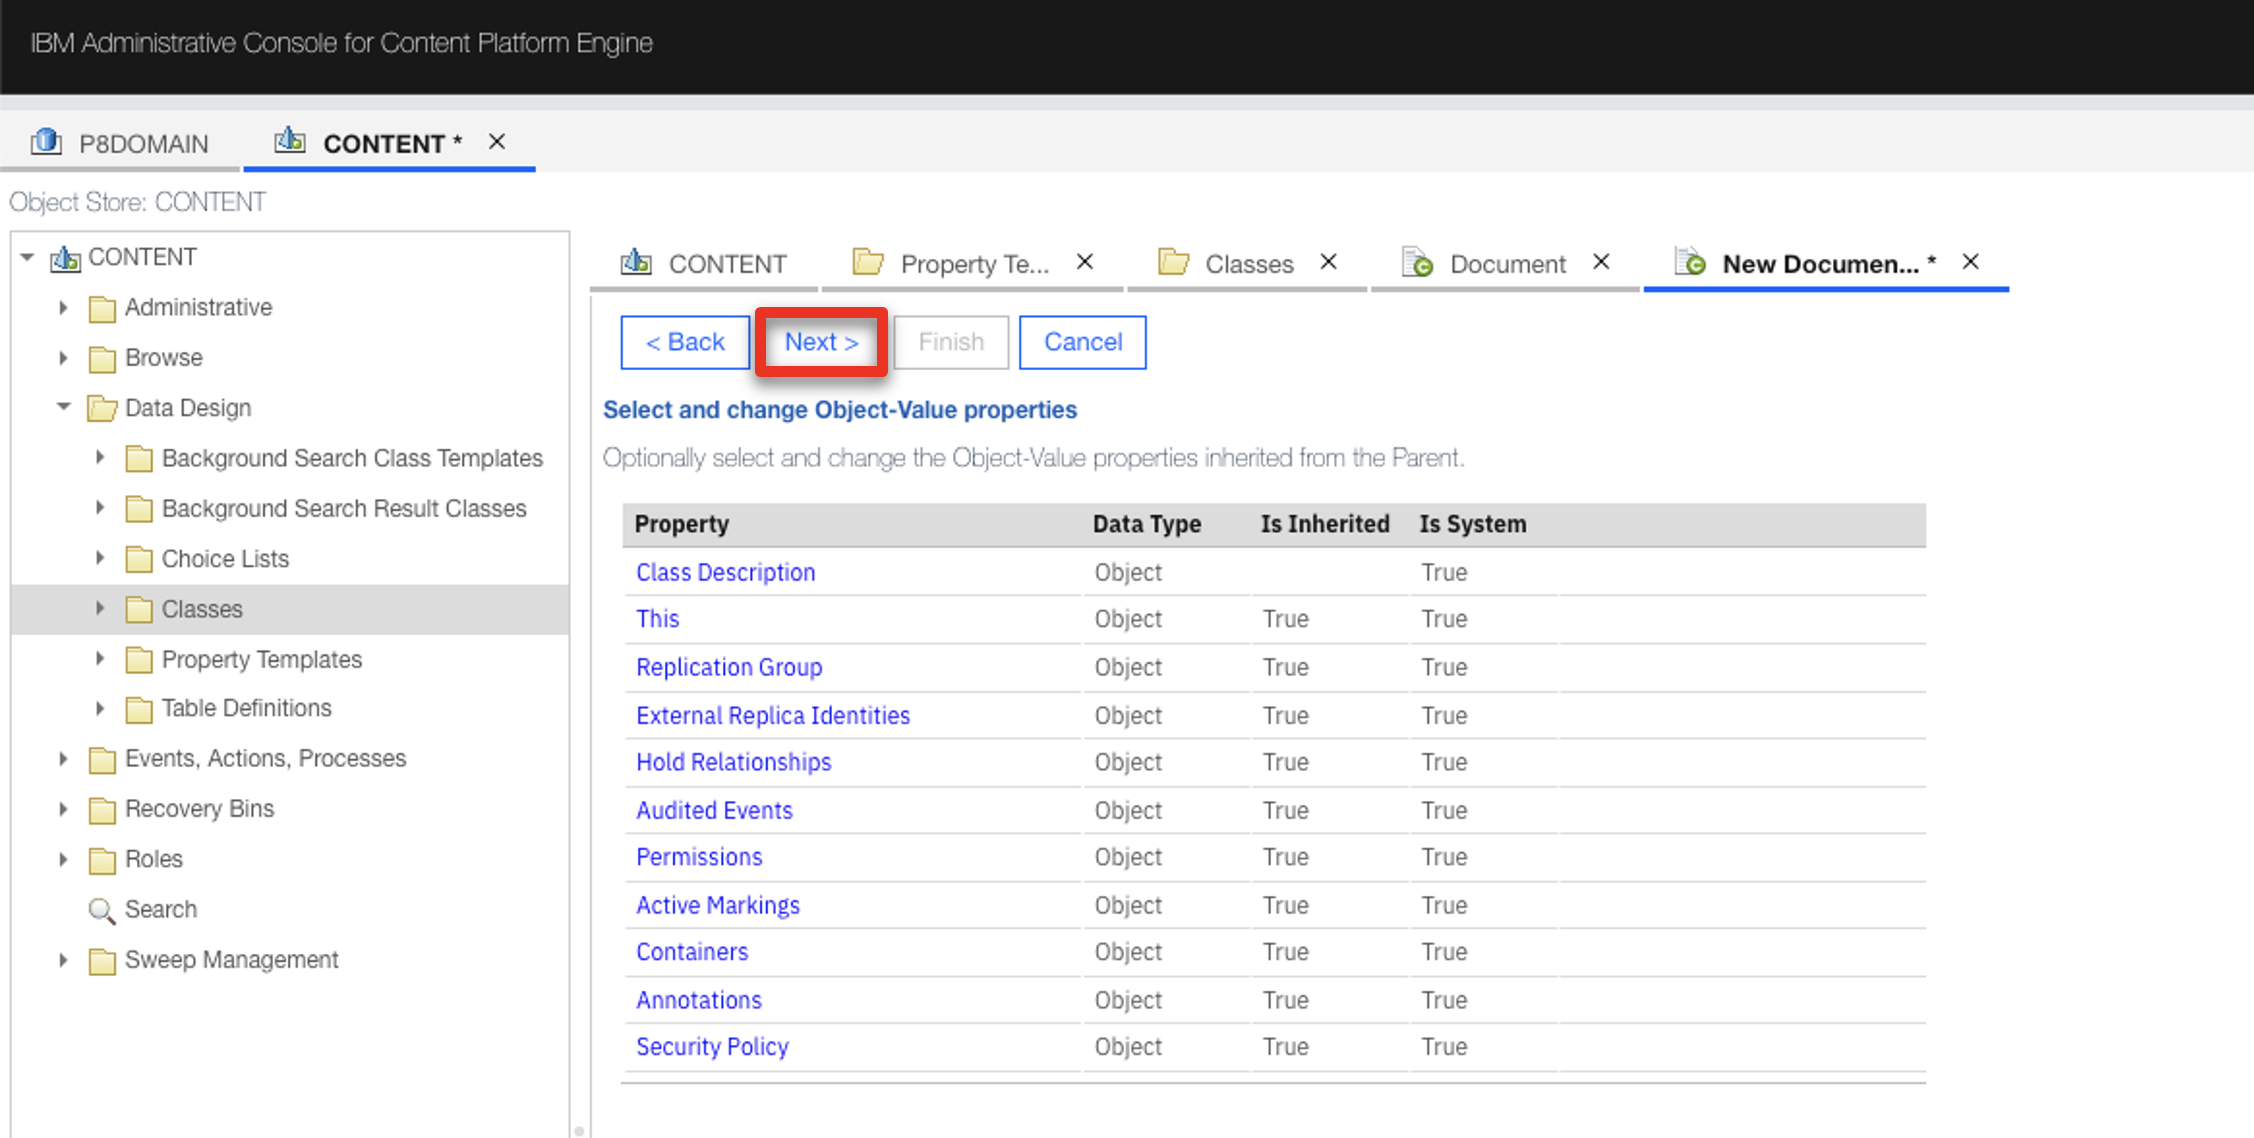 IBM Administrative Console for Content Platform Engine
P8DOMAIN
CONTENT *
Object Store: CONTENT
CONTENT
Administrative
Browse
Data Design
Background Search Class Templates
Background Search Result Classes
Choice Lists
Classes
Property Templates
Table Definitions
Events, Actions, Processes
Recovery Bins
Roles
Search
Sweep Management
CONTENT Property Te... Classes Document New Documen... *
< Back Next > Finish Cancel
Select and change Object-Value properties
Optionally select and change the Object-Value properties inherited from the Parent.
Property Data Type Is Inherited Is System
Class Description Object True
This Object True True
Replication Group Object True True
External Replica Identities Object True True
Hold Relationships Object True True
Audited Events Object True True
Permissions Object True True
Active Markings Object True True
Containers Object True True
Annotations Object True True
Security Policy Object True True